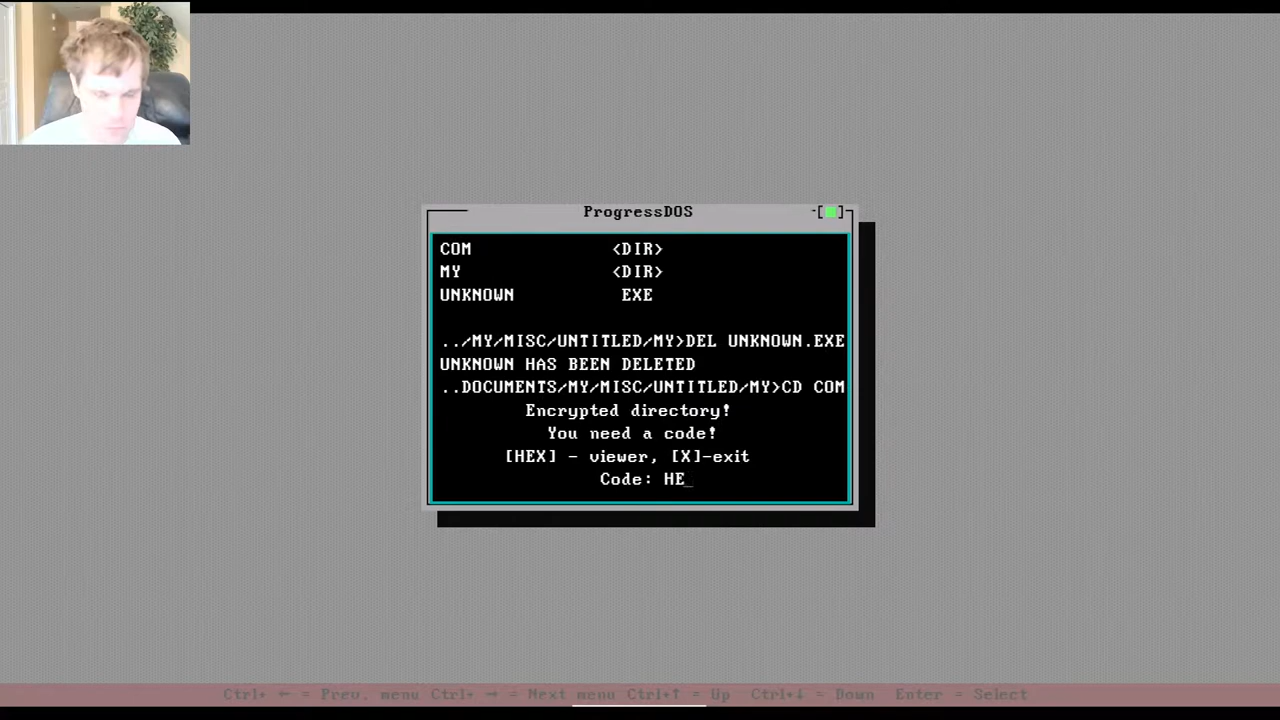 ProgressDOS
COM <DIR>
MY <DIR>
UNKNOWN EXE
../MY/MISC/UNTITLED/MY>DEL UNKNOWN.EXE
UNKNOWN HAS BEEN DELETED
..DOCUMENTS/MY/MISC/UNTITLED/MY>CD COM
Encrypted directory!
You need a code!
[HEX] - viewer, [X]-exit
Code: HE_
Ctrl+ ← = Prev. menu Ctrl+ → = Next menu Ctrl+↑ = Up Ctrl+↓ = Down Enter = Select